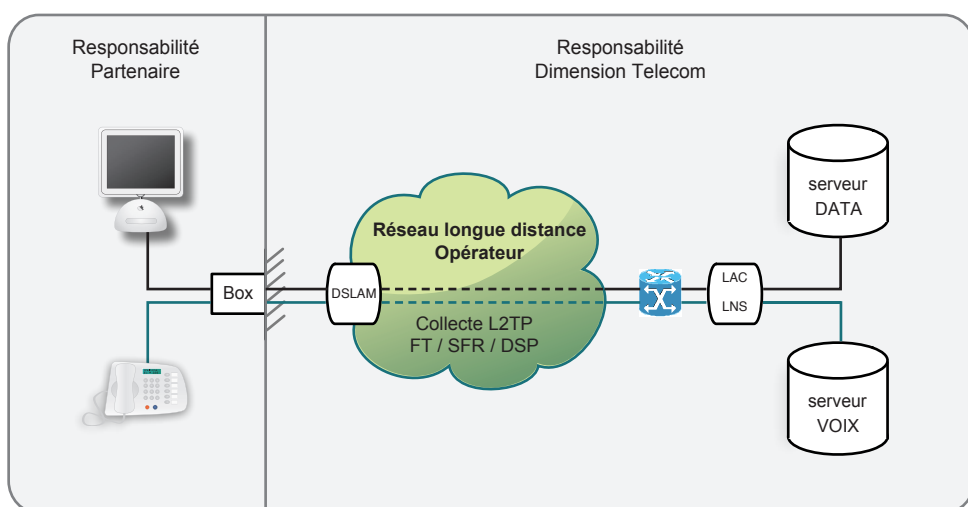 Responsabilité
Partenaire
Responsabilité
Dimension Telecom
serveur
DATA
Réseau longue distance
Opérateur
Box
DSLAM
LAC
LNS
Collecte L2TP
FT / SFR / DSP
serveur
VOIX